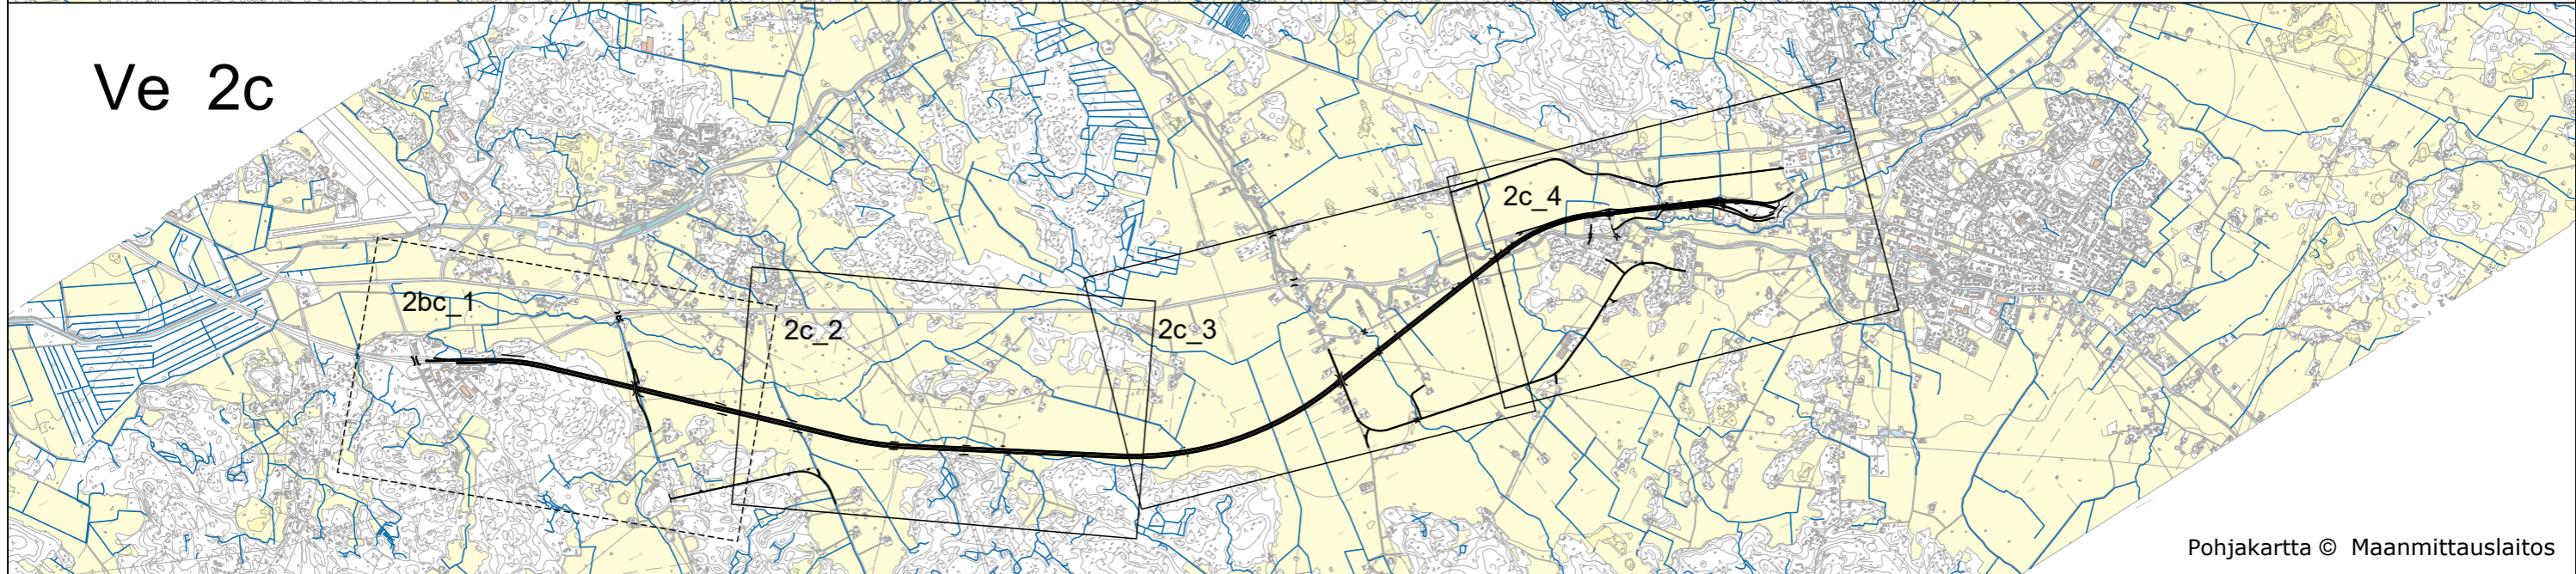 Ve 2c
2c_4
2bc_1
2c_2
2c_3
Pohjakartta © Maanmittauslaitos